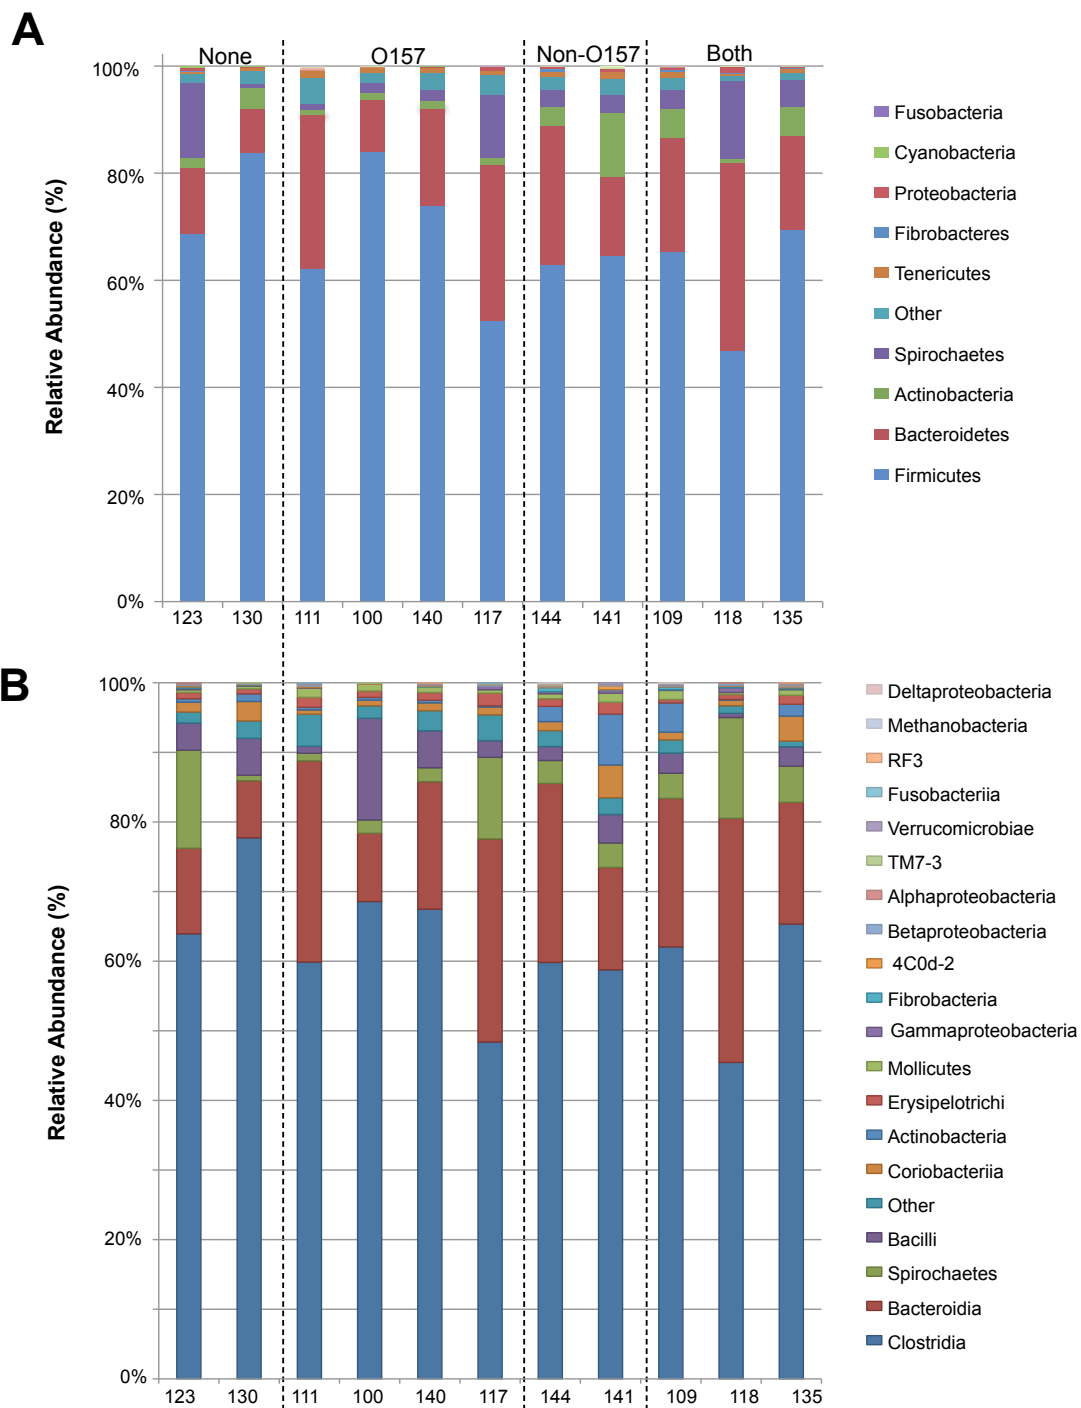 A
None O157 Non-O157 Both
100%
80%
60%
40%
20%
0%
Relative Abundance (%)
123 130 111 100 140 117 144 141 109 118 135
Fusobacteria
Cyanobacteria
Proteobacteria
Fibrobacteres
Tenericutes
Other
Spirochaetes
Actinobacteria
Bacteroidetes
Firmicutes
B
100%
80%
60%
40%
20%
0%
Relative Abundance (%)
123 130 111 100 140 117 144 141 109 118 135
Deltaproteobacteria
Methanobacteria
RF3
Fusobacteriia
Verrucomicrobiae
TM7-3
Alphaproteobacteria
Betaproteobacteria
4C0d-2
Fibrobacteria
Gammaproteobacteria
Mollicutes
Erysipelotrichi
Actinobacteria
Coriobacteriia
Other
Bacilli
Spirochaetes
Bacteroidia
Clostridia